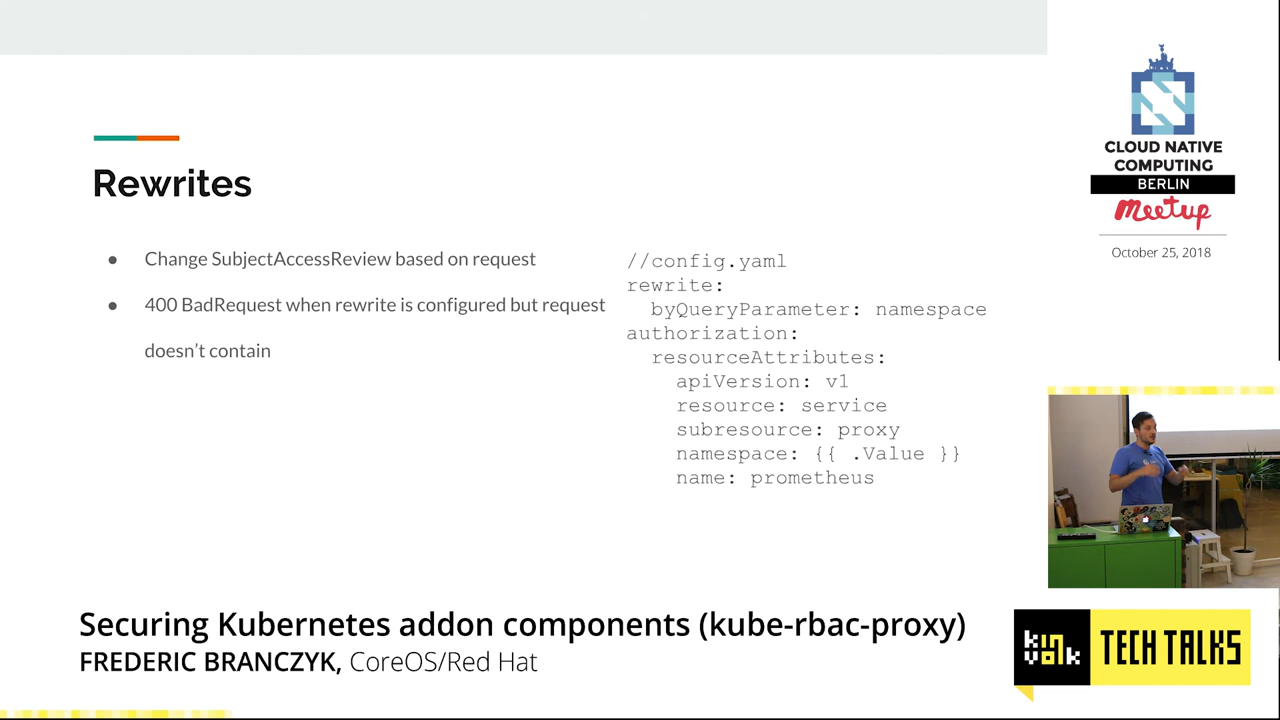 Rewrites
● Change SubjectAccessReview based on request
● 400 BadRequest when rewrite is configured but request
doesn’t contain
//config.yaml
rewrite:
  byQueryParameter: namespace
authorization:
  resourceAttributes:
    apiVersion: v1
    resource: service
    subresource: proxy
    namespace: {{ .Value }}
    name: prometheus
CLOUD NATIVE
COMPUTING
BERLIN
meetup
October 25, 2018
Securing Kubernetes addon components (kube-rbac-proxy)
FREDERIC BRANCZYK, CoreOS/Red Hat
kinvolk
TECH TALKS